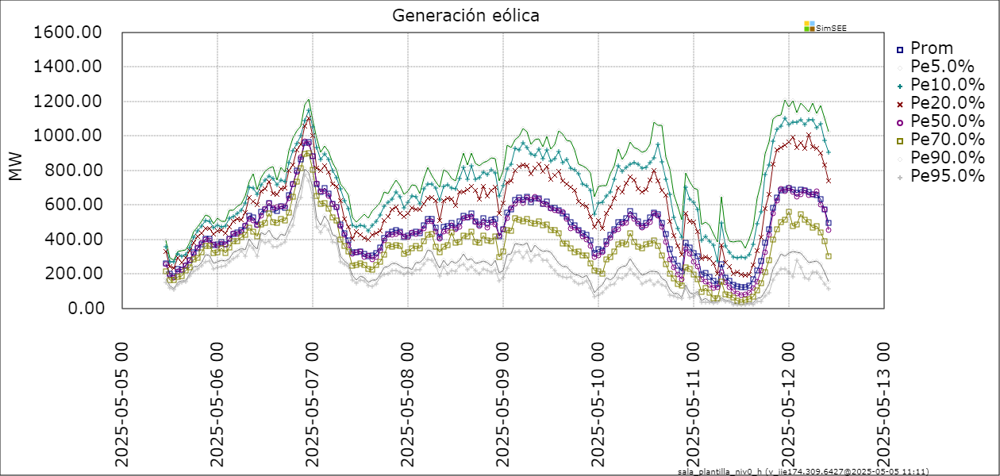 Generación eólica
SimSEE
MW
1600.00
1400.00
1200.00
1000.00
800.00
600.00
400.00
200.00
0.00
Prom
Pe5.0%
Pe10.0%
Pe20.0%
Pe50.0%
Pe70.0%
Pe90.0%
Pe95.0%
2025-05-05 00
2025-05-06 00
2025-05-07 00
2025-05-08 00
2025-05-09 00
2025-05-10 00
2025-05-11 00
2025-05-12 00
2025-05-13 00
sala_plantilla_niv0_h (v_iie174.309.6427@2025-05-05 11:11)